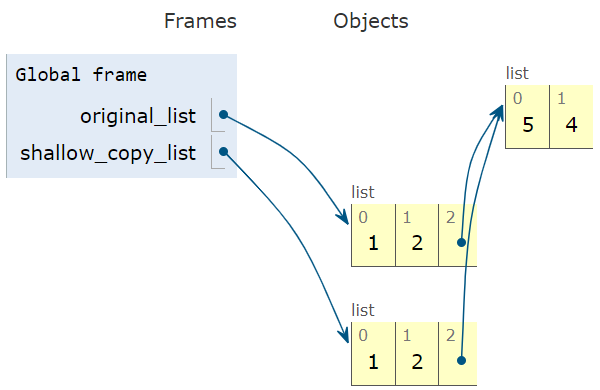 Frames Objects
Global frame
original_list
shallow_copy_list
list
0 1
5 4
list
0 1 2
1 2
list
0 1 2
1 2